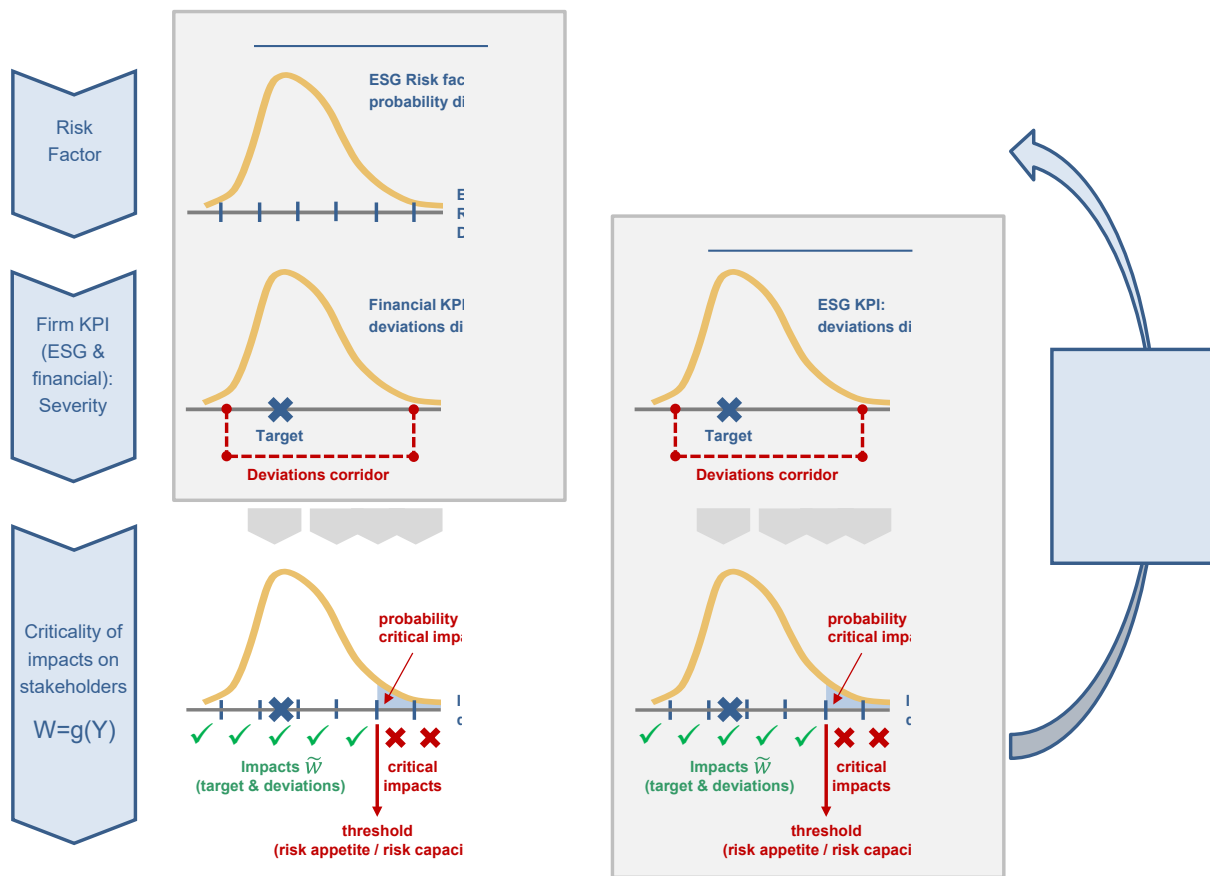 Risk
Factor
ESG Risk fac
probability di
E
R
D
Firm KPI
(ESG &
financial):
Severity
Financial KPI
deviations di
Target
Deviations corridor
ESG KPI:
deviations di
Target
Deviations corridor
Criticality of
impacts on
stakeholders
W=g(Y)
probability
critical impa
I
c
Impacts w̃
(target & deviations)
critical
impacts
threshold
(risk appetite / risk capaci
probability
critical impa
Impacts w̃
(target & deviations)
critical
impacts
threshold
(risk appetite / risk capaci